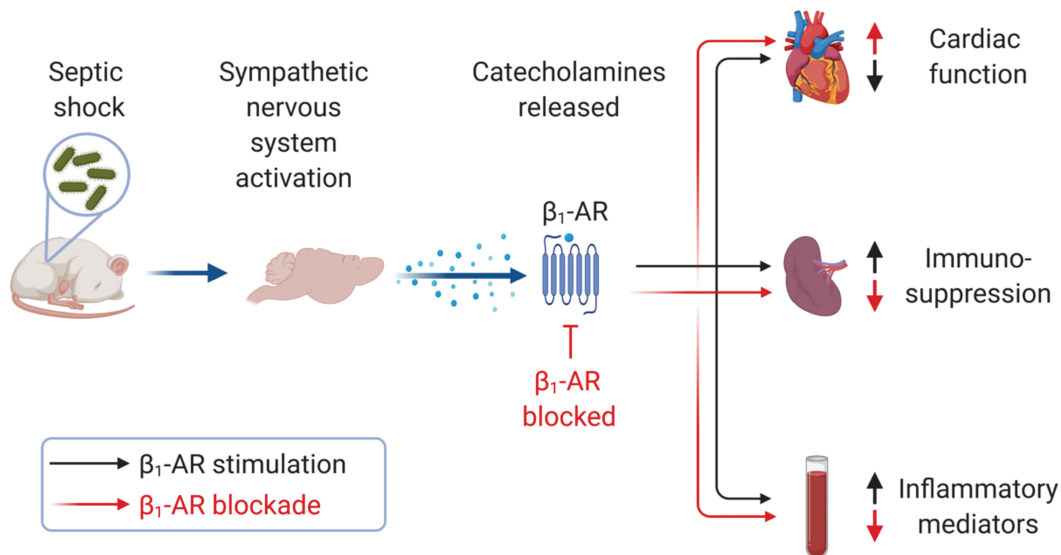 Septic
shock
Sympathetic
nervous
system
activation
Catecholamines
released
β₁-AR
β₁-AR
blocked
Cardiac
function
Immuno-
suppression
Inflammatory
mediators
β₁-AR stimulation
β₁-AR blockade